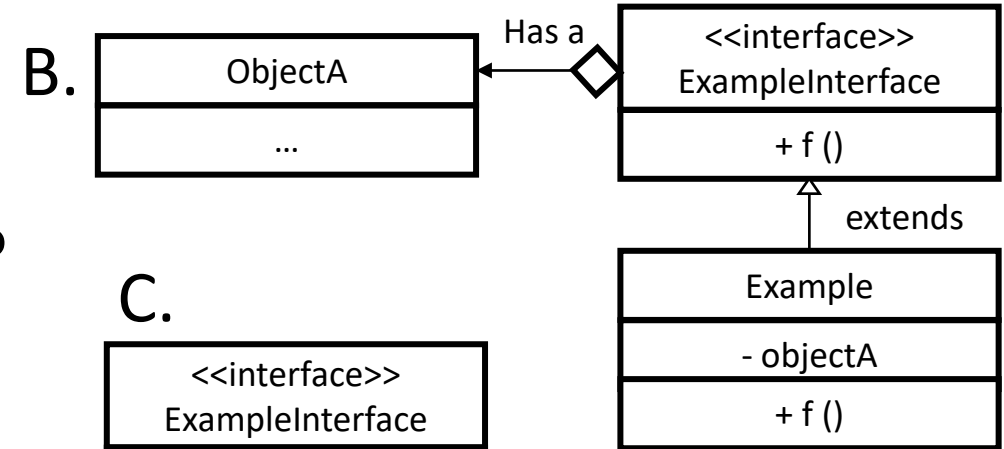 B.
ObjectA
...
Has a
<<interface>>
ExampleInterface
+ f ()
extends
Example
- objectA
+ f ()
C.
<<interface>>
ExampleInterface